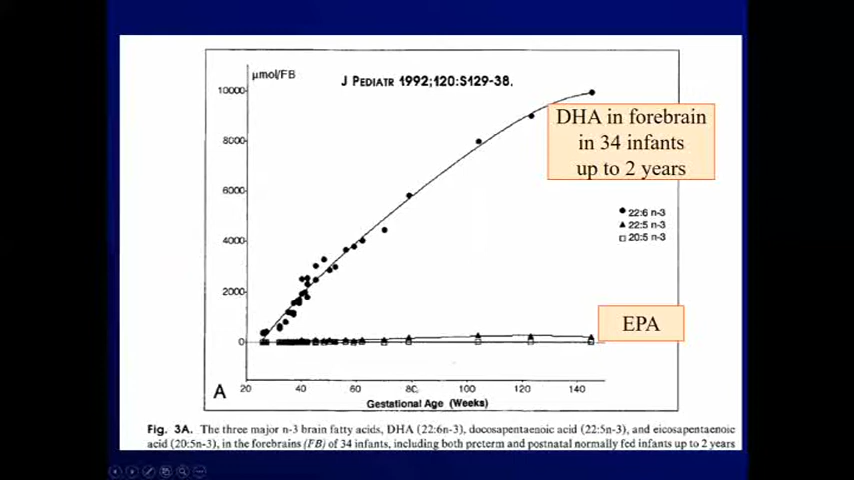 μmol/FB
J PEDIATR 1992;120:S129-38.
10000
8000
6000
4000
2000
0
DHA in forebrain
in 34 infants
up to 2 years
22:6 n-3
22:5 n-3
20:5 n-3
EPA
A
20 40 60 80 100 120 140
Gestational Age (Weeks)
Fig. 3A. The three major n-3 brain fatty acids, DHA (22:6n-3), docosapentaenoic acid (22:5n-3), and eicosapentaenoic
acid (20:5n-3), in the forebrains (FB) of 34 infants, including both preterm and postnatal normally fed infants up to 2 years